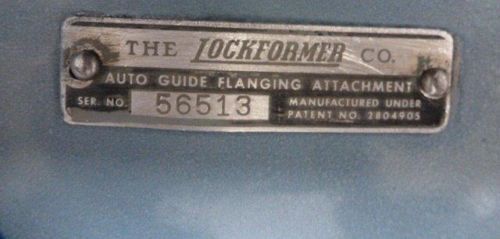 THE LOCKFORMER CO.
AUTO GUIDE FLANGING ATTACHMENT
SER. NO. 56513 MANUFACTURED UNDER
PATENT NO. 2804905